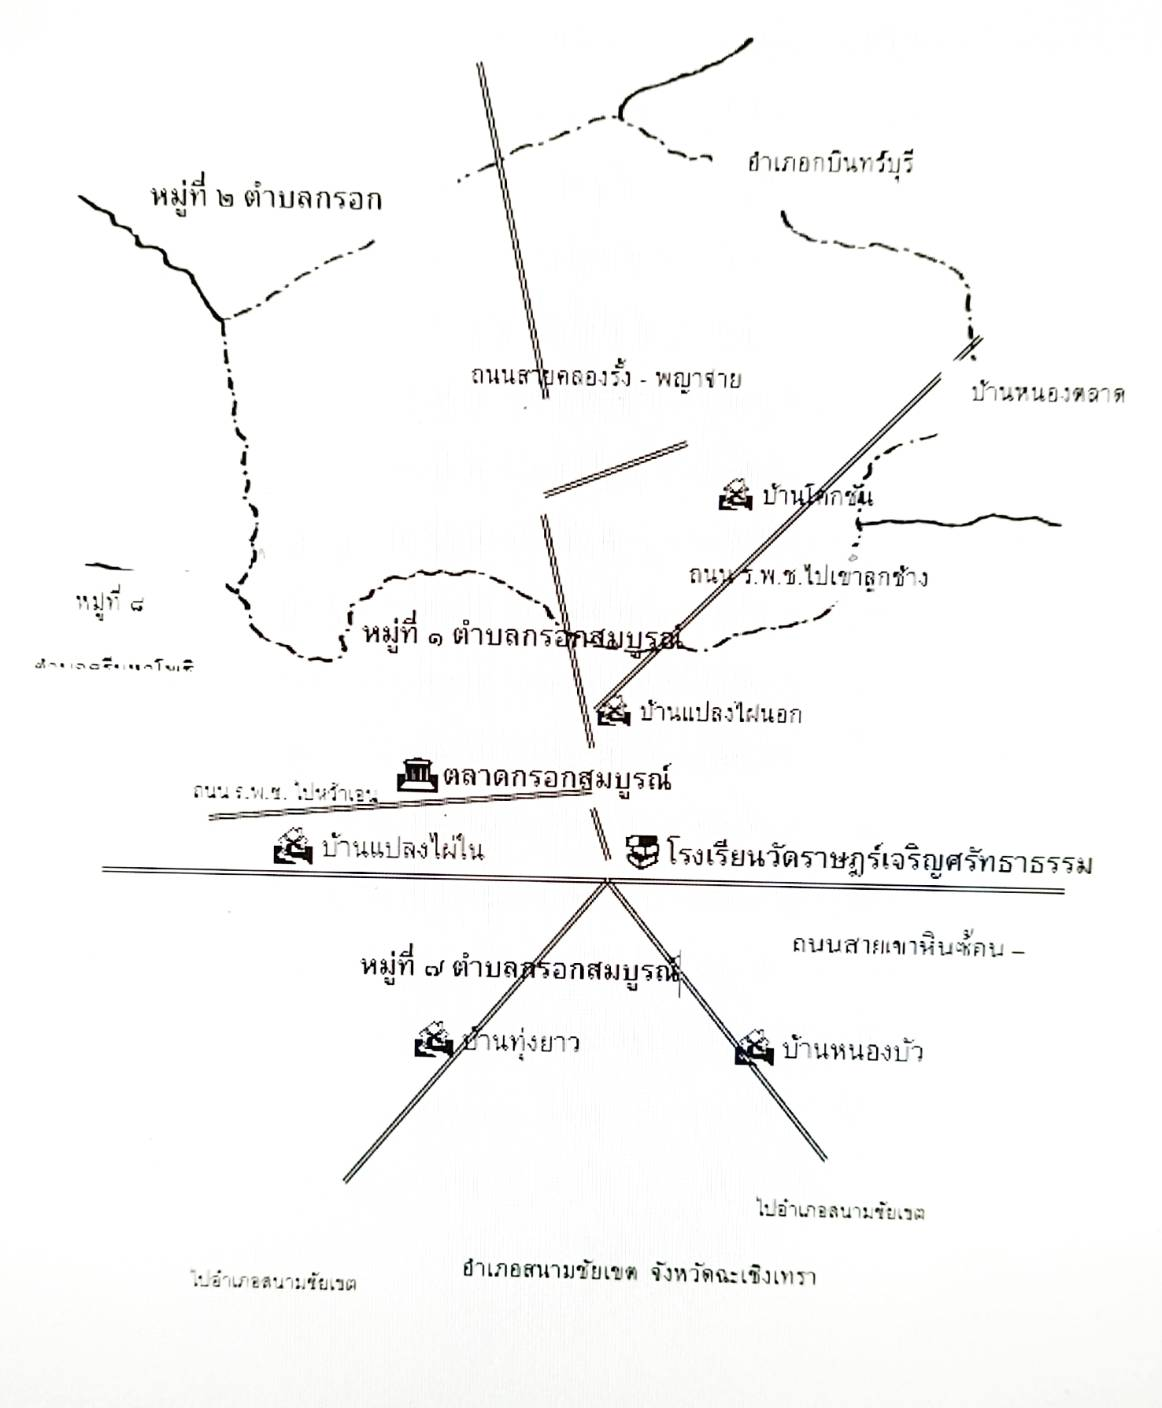 อำเภอกบินทร์บุรี
หมู่ที่ ๒ ตำบลกรอก
ถนนสายคลองรั้ง - พญาจ่าย
บ้านหนองตลาด
บ้านโคกชัน
ถนน ร.พ.ช.ไปเขาลูกช้าง
หมู่ที่ ๘
หมู่ที่ ๑ ตำบลกรอกสมบูรณ์
ตำบลศรีมหาโพธิ
บ้านแปลงไผ่นอก
ตลาดกรอกสมบูรณ์
ถนน ร.พ.ช. ไปหว้าเอน
บ้านแปลงไผ่ใน
โรงเรียนวัดราษฎร์เจริญศรัทธาธรรม
ถนนสายเขาหินซ้อน –
หมู่ที่ ๗ ตำบลกรอกสมบูรณ์
บ้านทุ่งยาว
บ้านหนองบัว
ไปอำเภอสนามชัยเขต
อำเภอสนามชัยเขต จังหวัดฉะเชิงเทรา
ไปอำเภอสนามชัยเขต